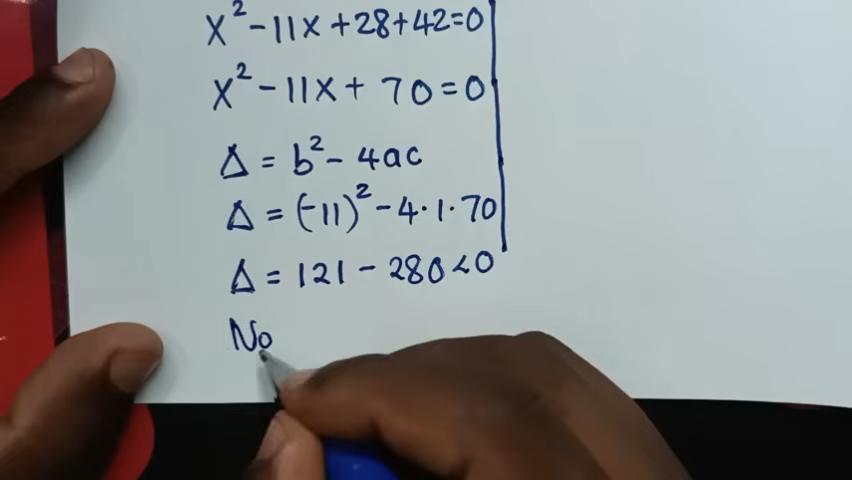 x² - 11x + 28 + 42 = 0
x² - 11x + 70 = 0
Δ = b² - 4ac
Δ = (-11)² - 4·1·70
Δ = 121 - 280 < 0
No